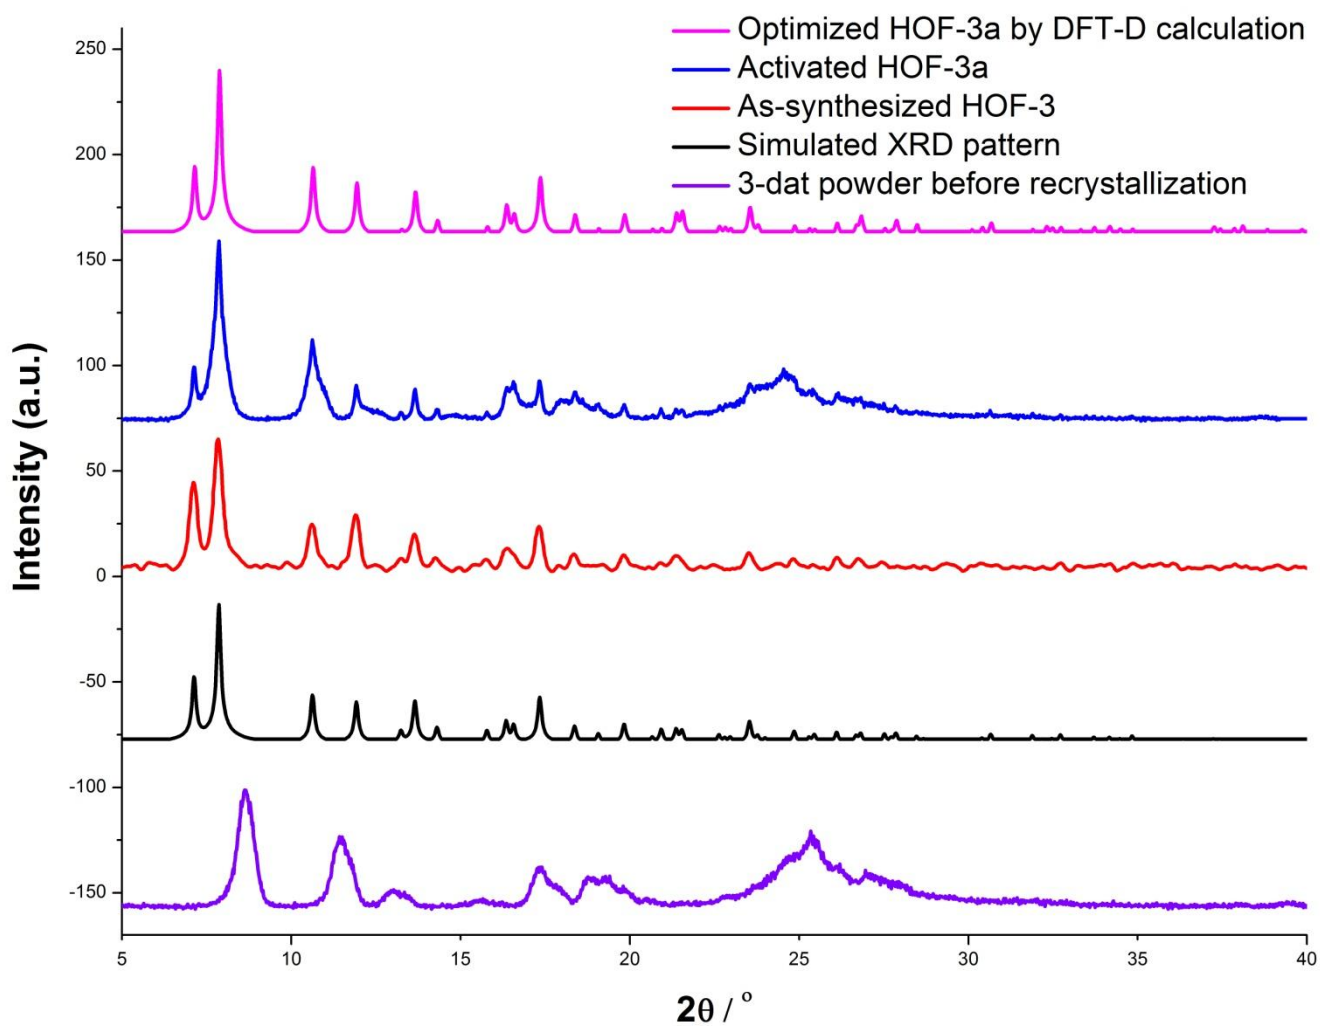 Optimized HOF-3a by DFT-D calculation
Activated HOF-3a
As-synthesized HOF-3
Simulated XRD pattern
3-dat powder before recrystallization
250
200
150
100
50
0
-50
-100
-150
Intensity (a.u.)
5 10 15 20 25 30 35 40
2θ / °